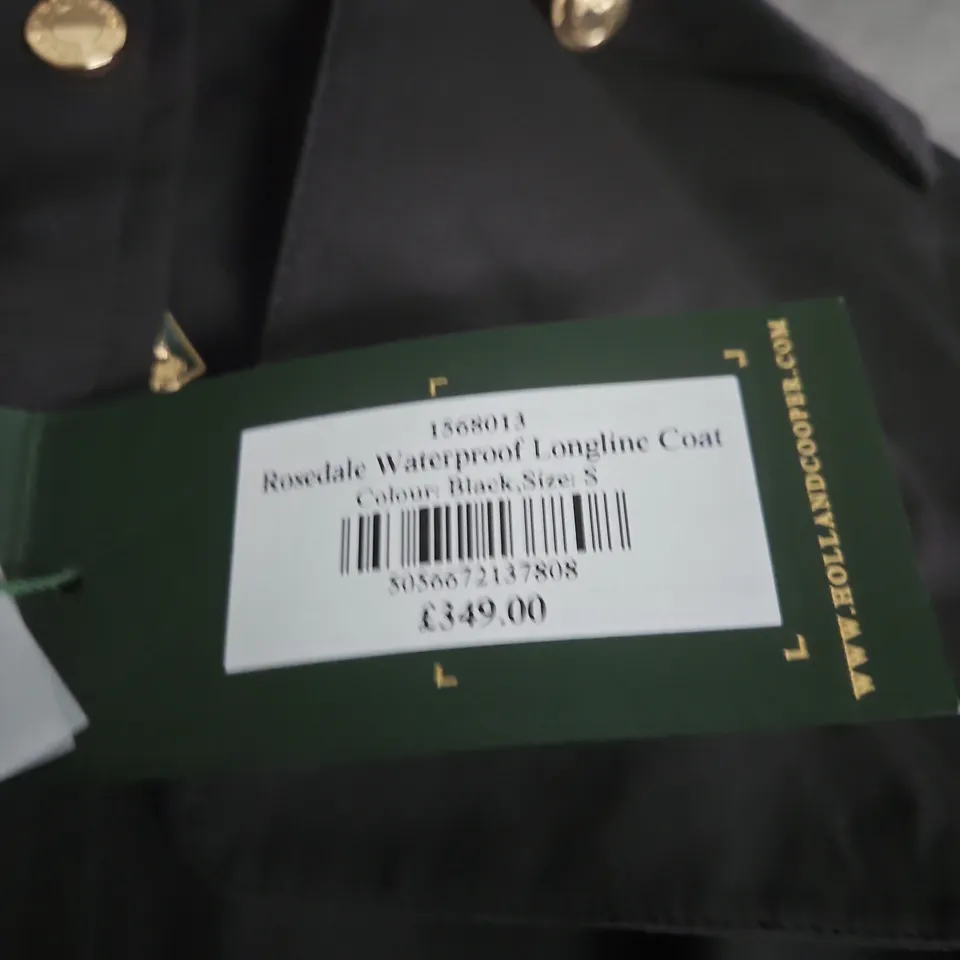 1568013
Rosedale Waterproof Longline Coat
Colour: Black,Size: S
5056672137808
£349.00
WWW.HOLLANDCOOPER.COM